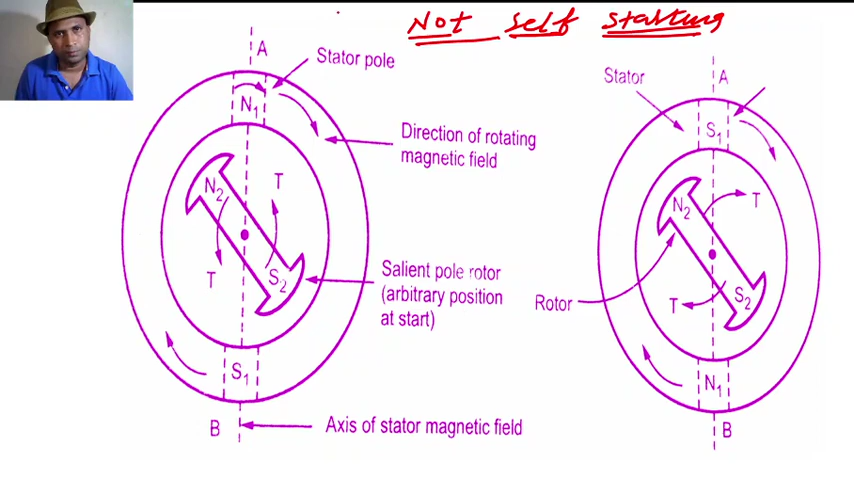 Not self starting
A
Stator pole
N1
Direction of rotating
magnetic field
N2
T
T
S2
Salient pole rotor
(arbitrary position
at start)
S1
B
Axis of stator magnetic field
Stator
A
S1
N2
T
Rotor
T
S2
N1
B